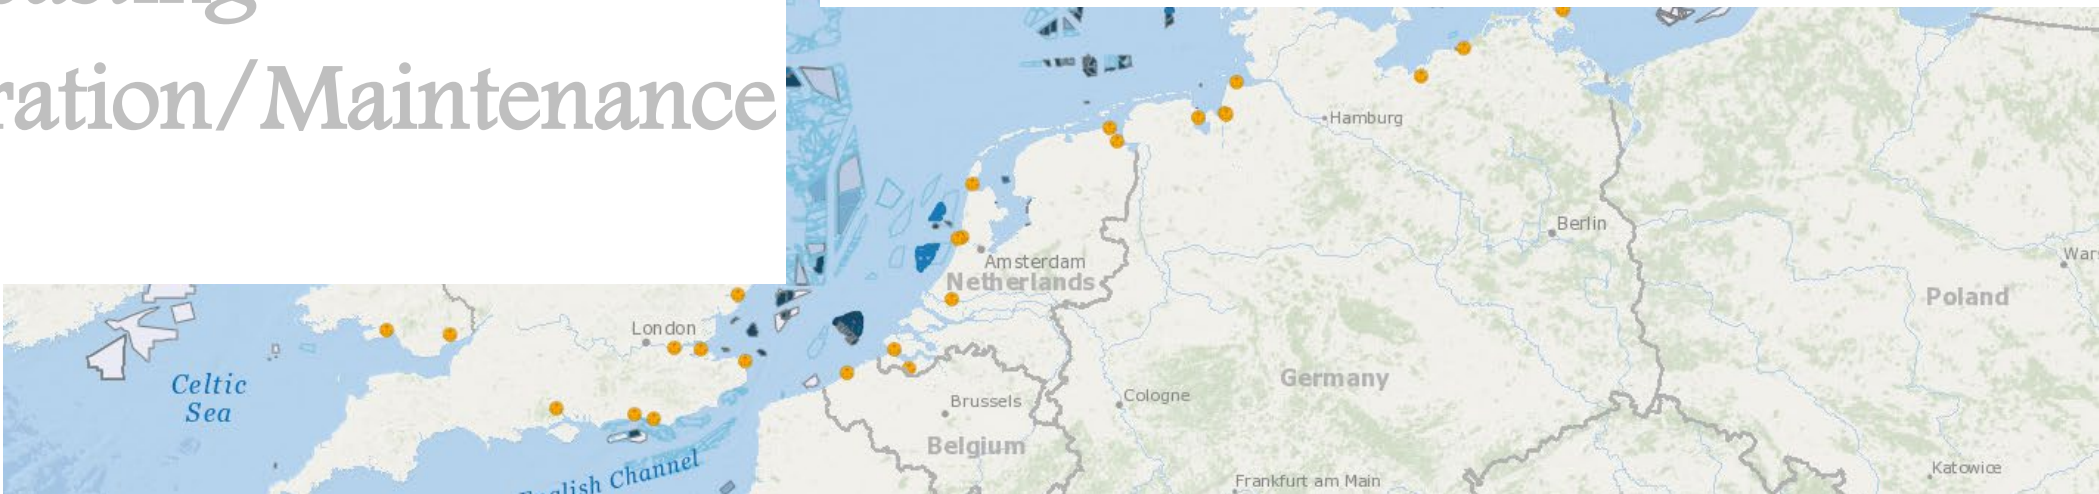 ration/Maintenance
Hamburg
Berlin
Amsterdam
Netherlands
Poland
London
Celtic
Sea
Germany
Cologne
Brussels
Belgium
English Channel
Katowice
Frankfurt am Main